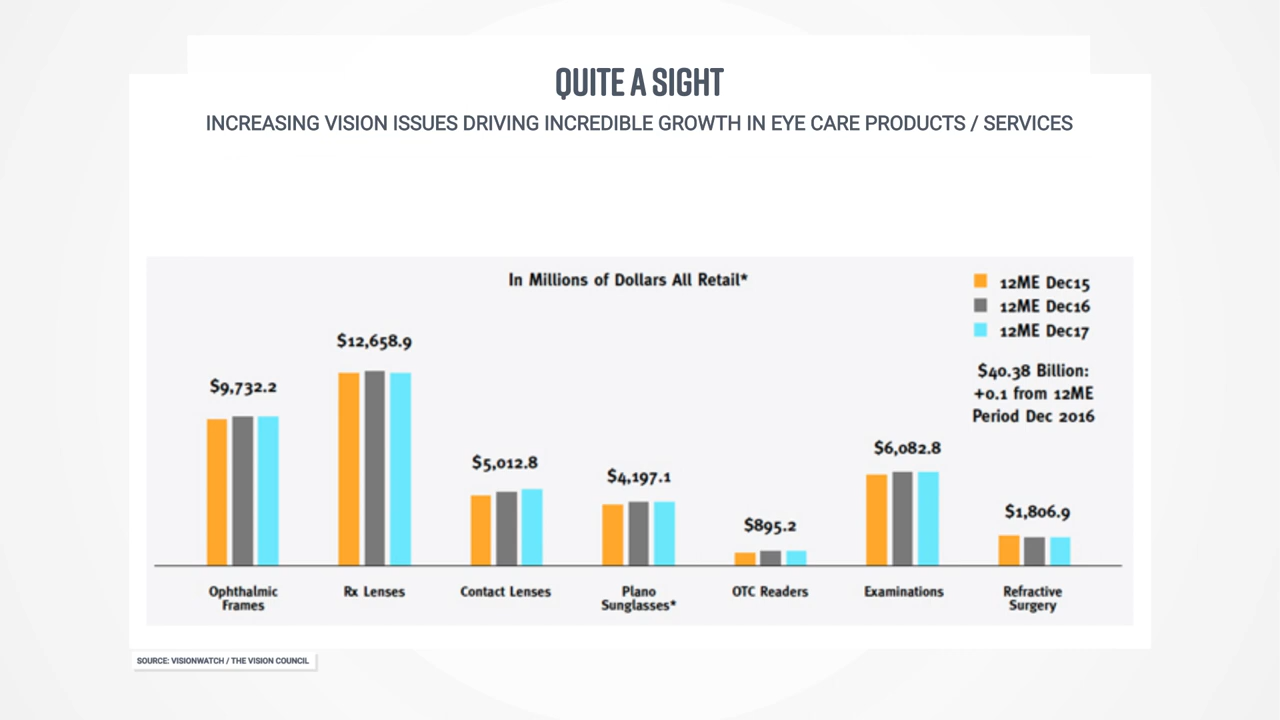 QUITE A SIGHT
INCREASING VISION ISSUES DRIVING INCREDIBLE GROWTH IN EYE CARE PRODUCTS / SERVICES
In Millions of Dollars All Retail*
12ME Dec15
12ME Dec16
12ME Dec17
$40.38 Billion:
+0.1 from 12ME
Period Dec 2016
$9,732.2
$12,658.9
$5,012.8
$4,197.1
$895.2
$6,082.8
$1,806.9
Ophthalmic
Frames
Rx Lenses
Contact Lenses
Plano
Sunglasses*
OTC Readers
Examinations
Refractive
Surgery
SOURCE: VISIONWATCH / THE VISION COUNCIL